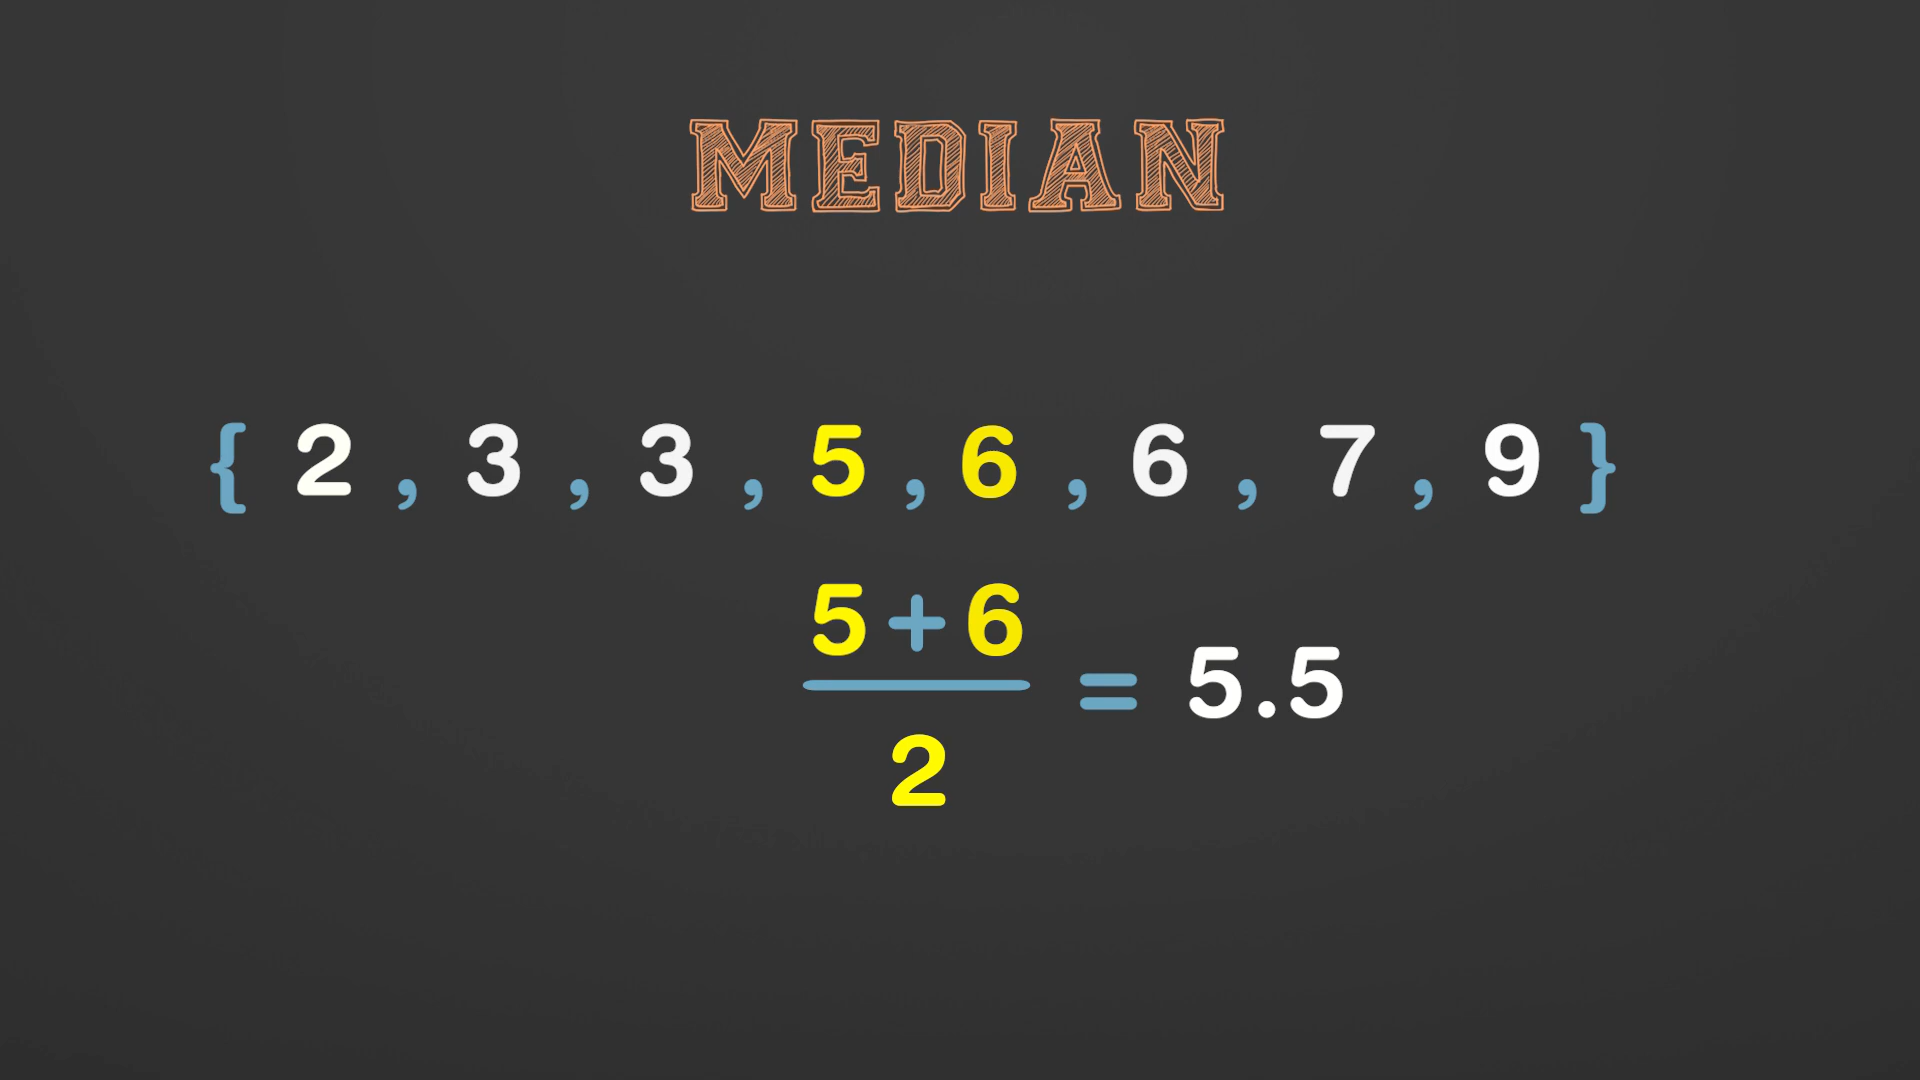 MEDIAN
{ 2 , 3 , 3 , 5 , 6 , 6 , 7 , 9 }
5 + 6
= 5.5
2